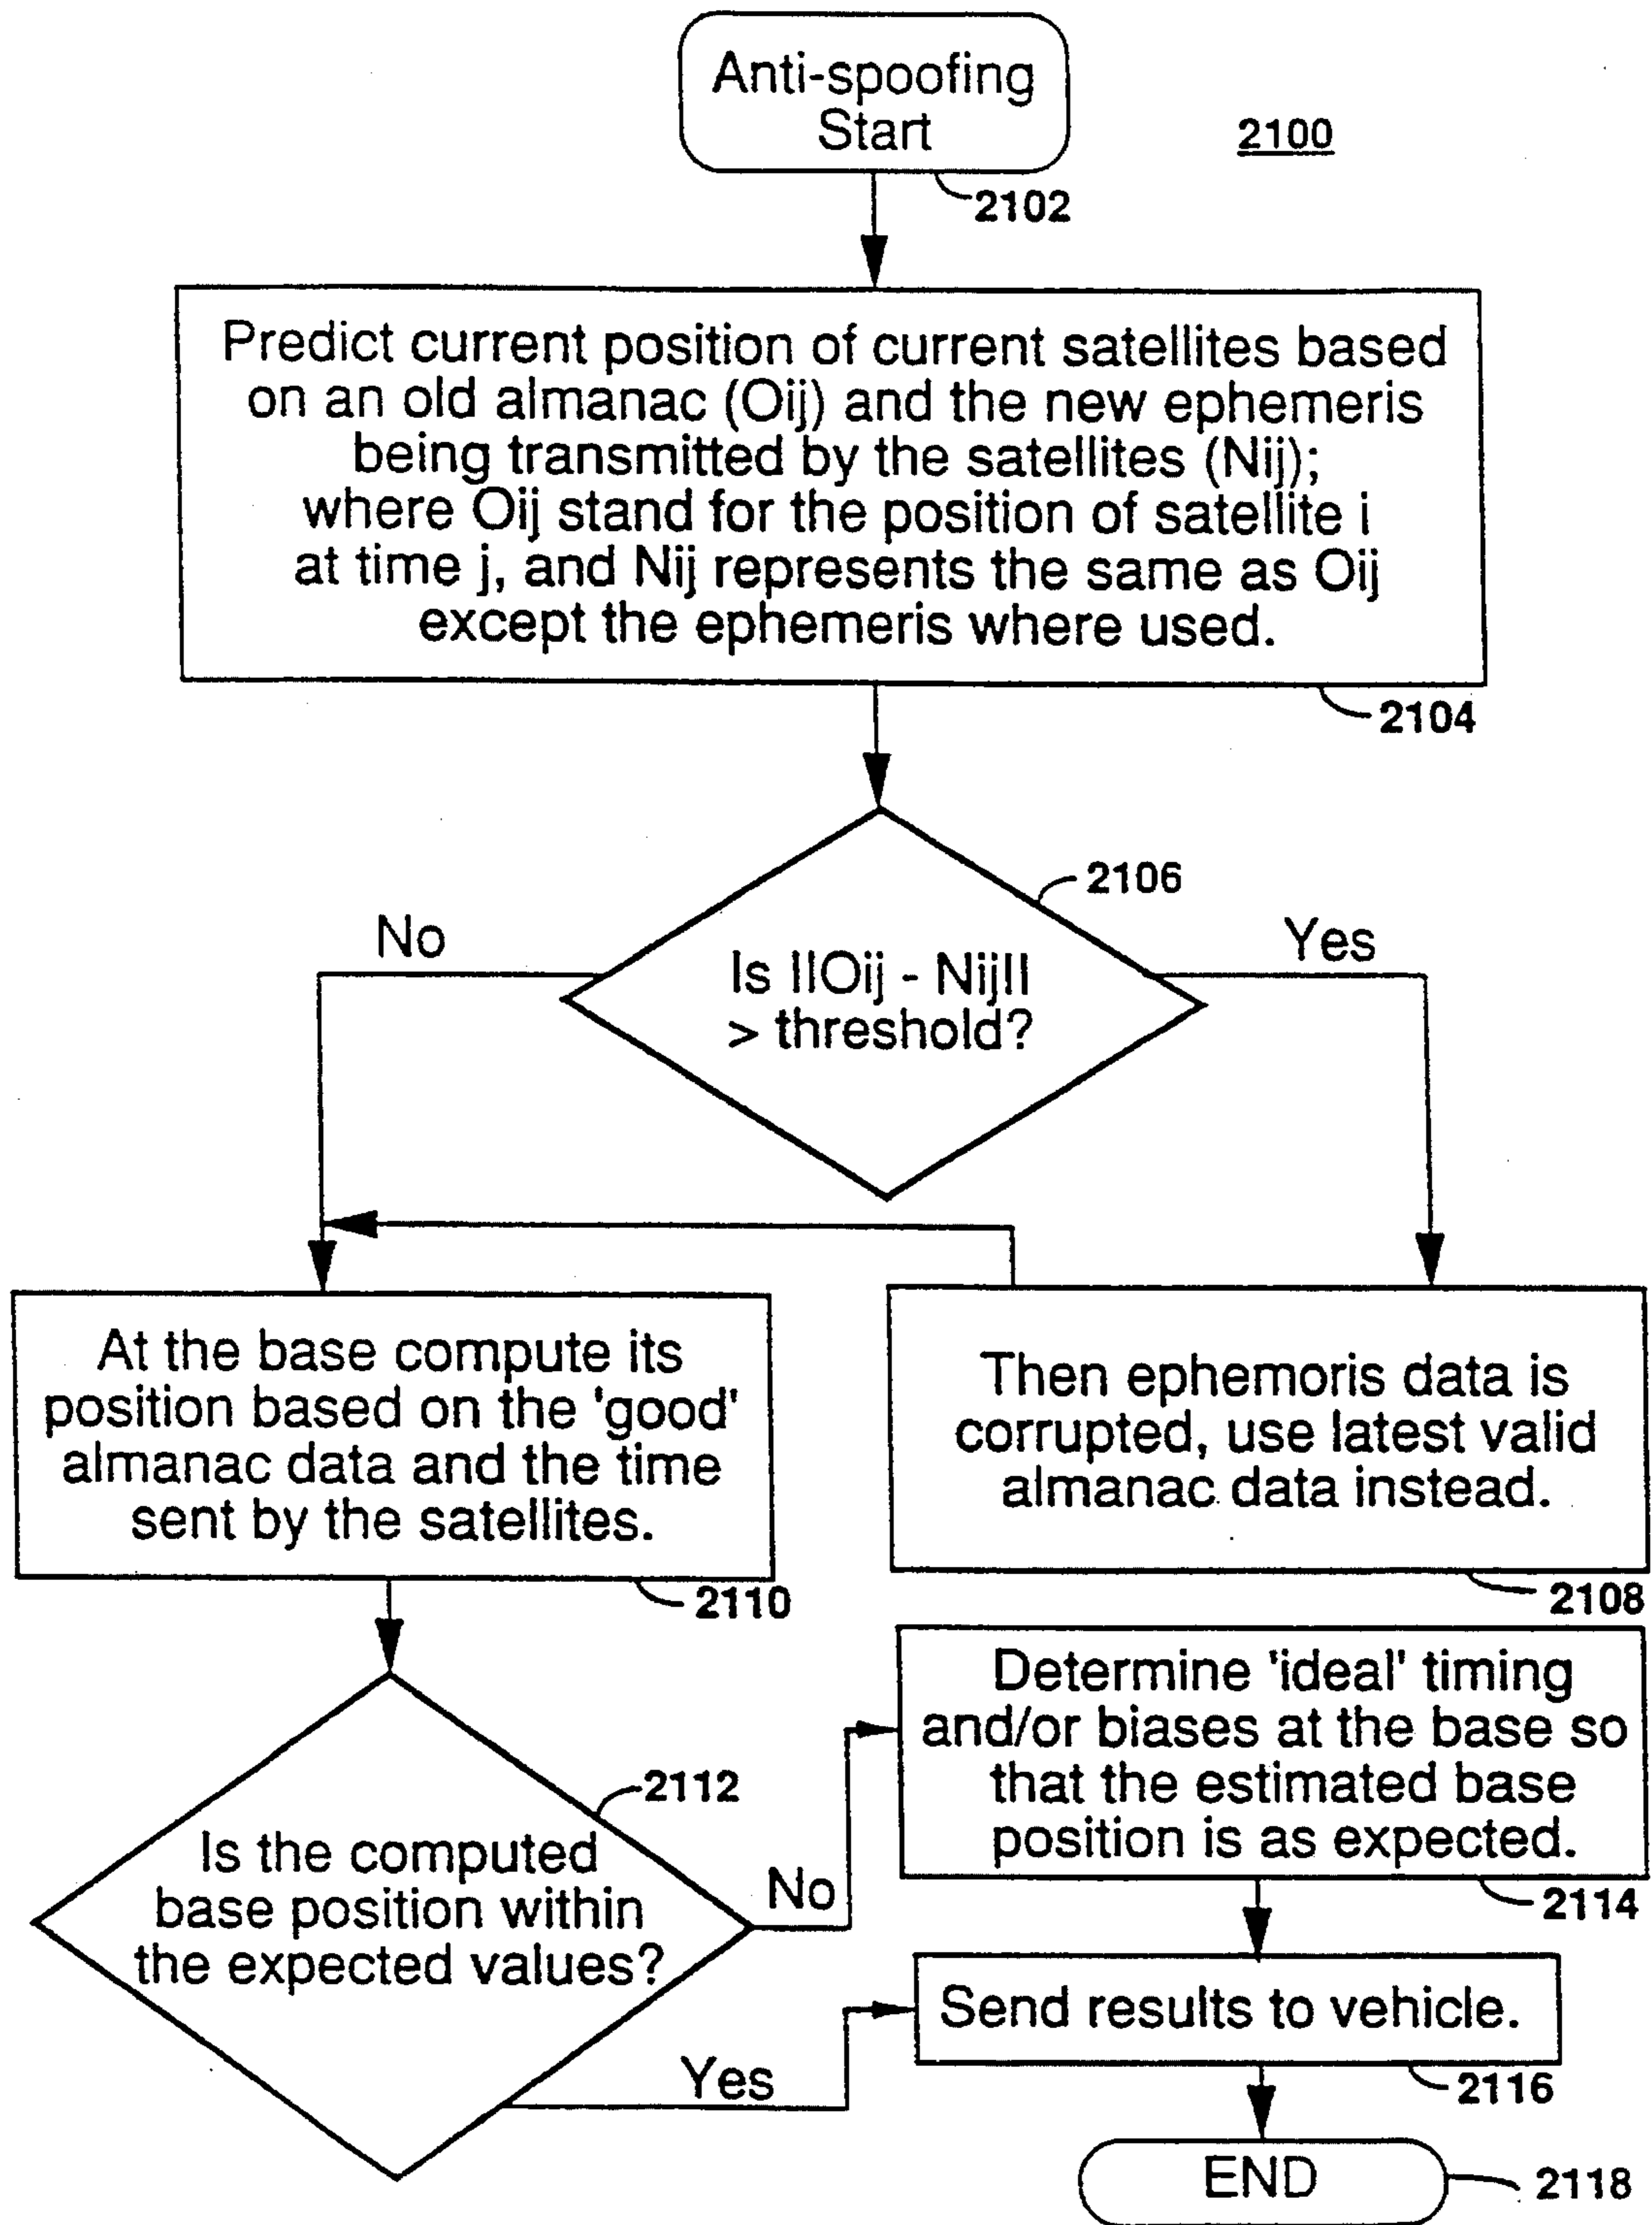 Anti-spoofing
Start
2100
2102
Predict current position of current satellites based
on an old almanac (Oij) and the new ephemeris
being transmitted by the satellites (Nij);
where Oij stand for the position of satellite i
at time j, and Nij represents the same as Oij
except the ephemeris where used.
2104
2106
No
Yes
Is IIOij - NijII
> threshold?
At the base compute its
position based on the 'good'
almanac data and the time
sent by the satellites.
2110
Then ephemoris data is
corrupted, use latest valid
almanac data instead.
2108
Determine 'ideal' timing
and/or biases at the base so
that the estimated base
position is as expected.
2114
2112
Is the computed
base position within
the expected values?
No
Yes
Send results to vehicle.
2116
END
2118